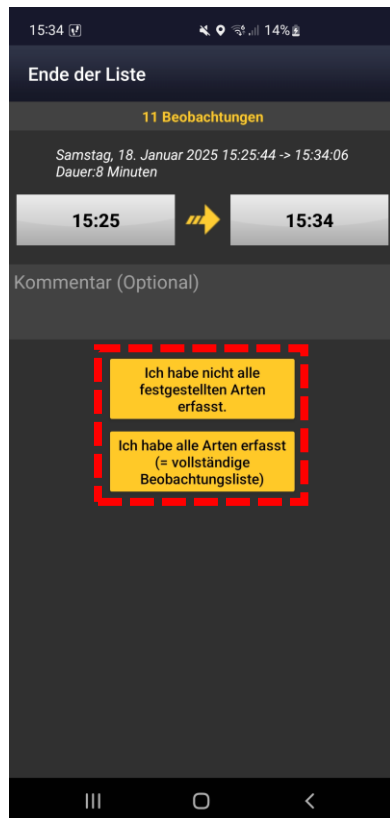 15:34 14%
Ende der Liste
11 Beobachtungen
Samstag, 18. Januar 2025 15:25:44 -> 15:34:06
Dauer:8 Minuten
15:25 15:34
Kommentar (Optional)
Ich habe nicht alle
festgestellten Arten
erfasst.
Ich habe alle Arten erfasst
(= vollständige
Beobachtungsliste)